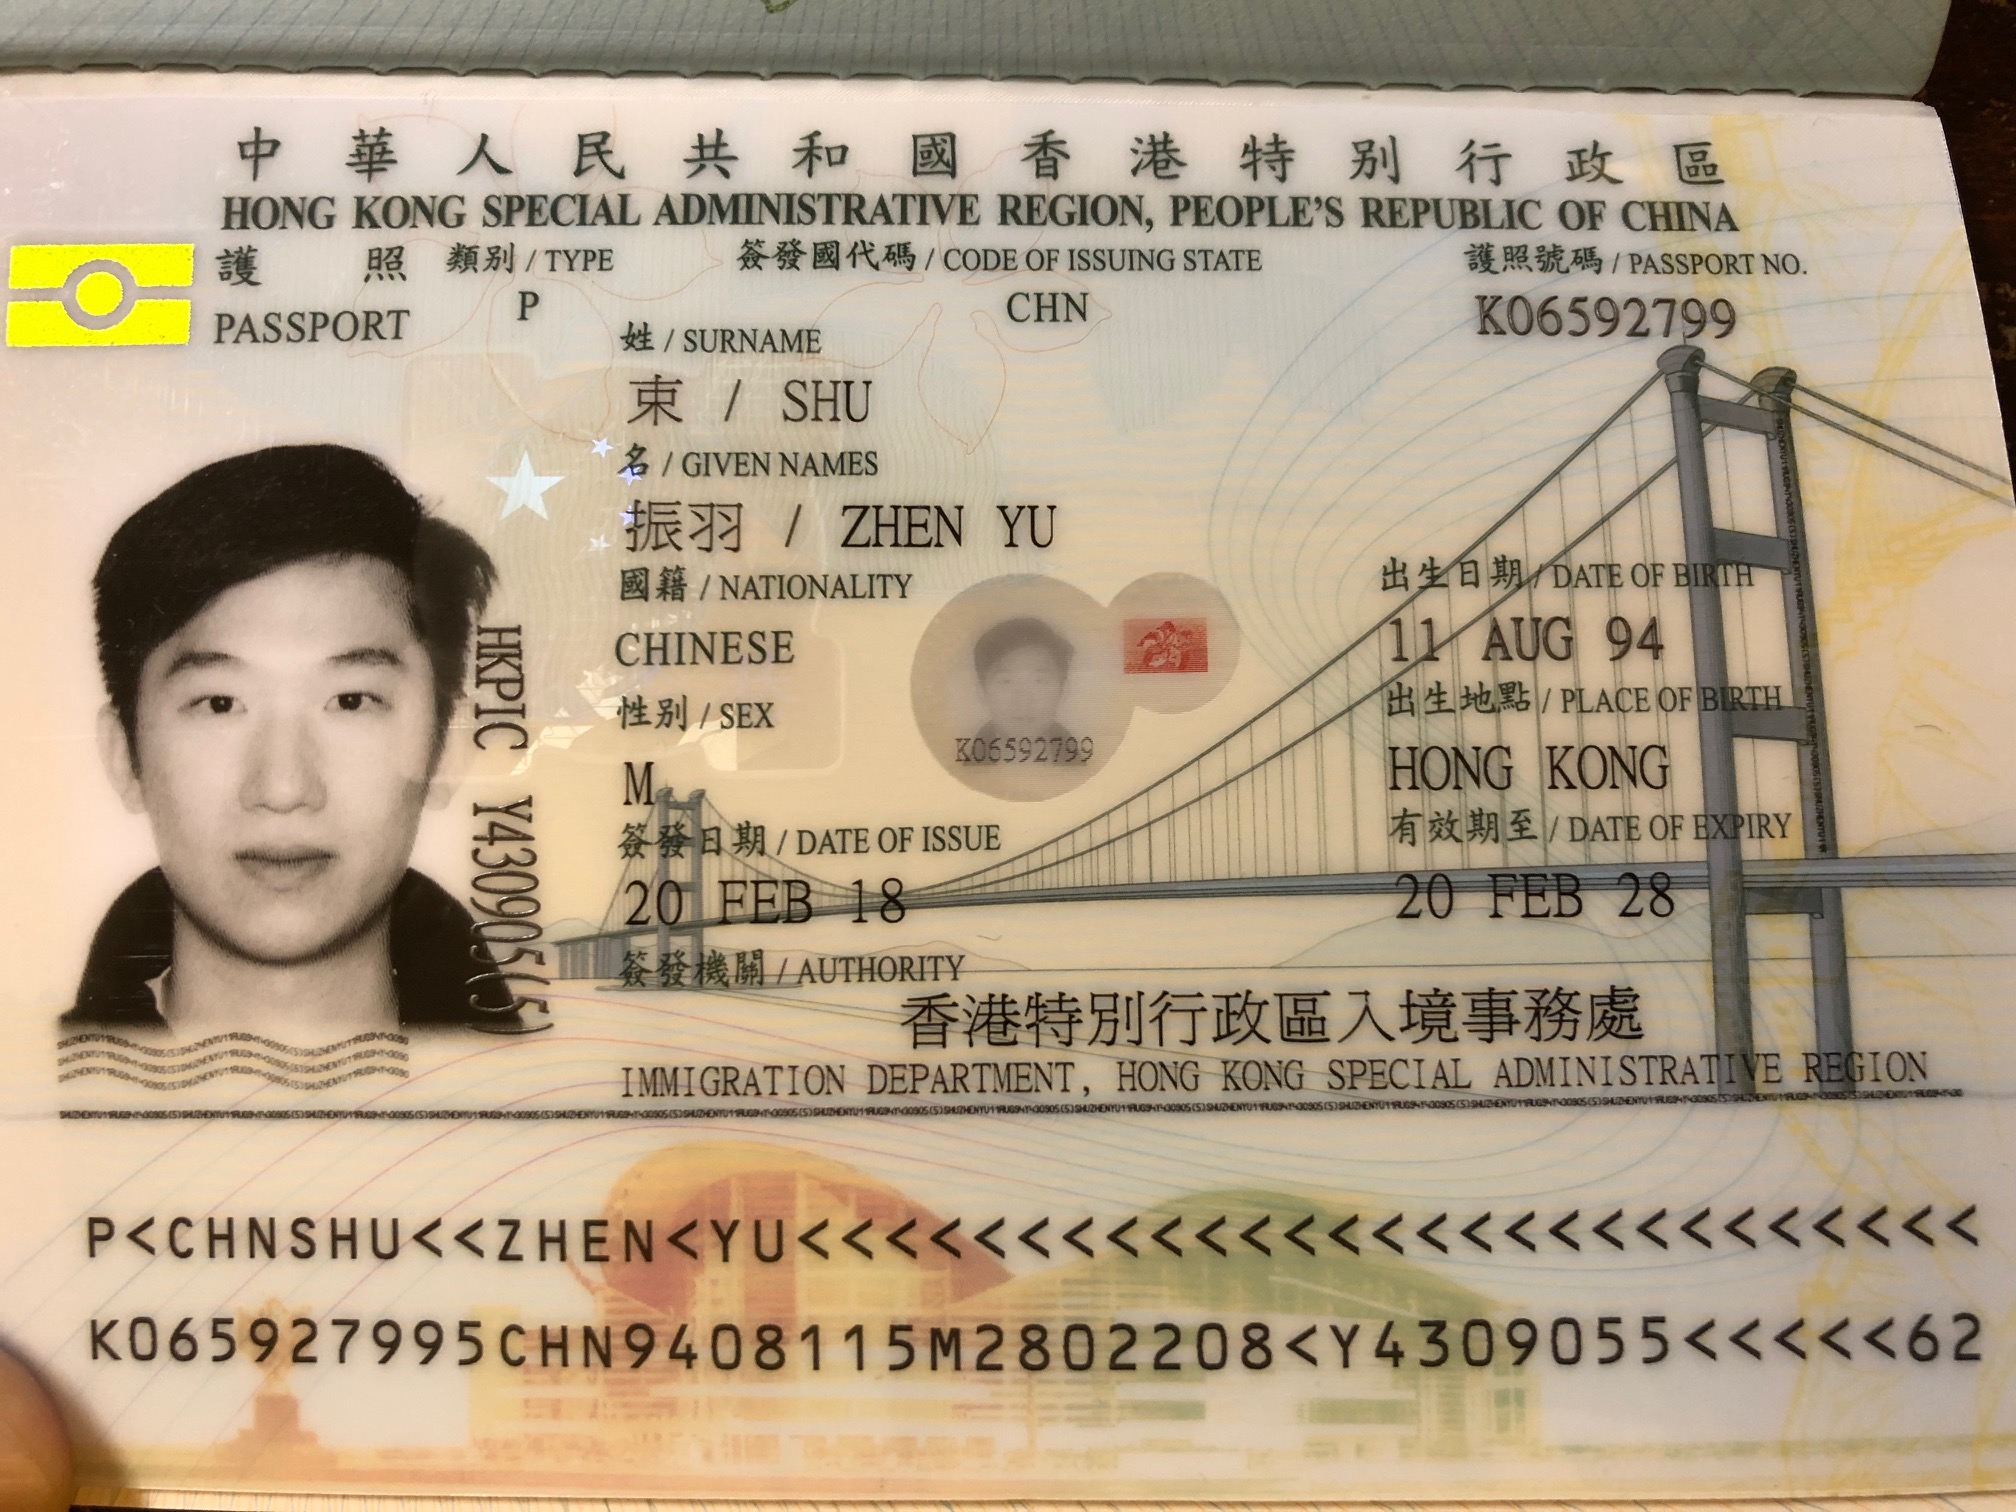 中華人民共和國香港特別行政區
HONG KONG SPECIAL ADMINISTRATIVE REGION, PEOPLE'S REPUBLIC OF CHINA
護照 類別 / TYPE 簽發國代碼 / CODE OF ISSUING STATE 護照號碼 / PASSPORT NO.
PASSPORT P CHN K06592799
姓 / SURNAME
束 / SHU
名 / GIVEN NAMES
振羽 / ZHEN YU
國籍 / NATIONALITY 出生日期 / DATE OF BIRTH
CHINESE 11 AUG 94
性別 / SEX 出生地點 / PLACE OF BIRTH
K06592799
M HONG KONG
簽發日期 / DATE OF ISSUE 有效期至 / DATE OF EXPIRY
20 FEB 18 20 FEB 28
簽發機關 / AUTHORITY
香港特別行政區入境事務處
IMMIGRATION DEPARTMENT, HONG KONG SPECIAL ADMINISTRATIVE REGION
HKPIC Y430905(5)
P<CHNSHU<<ZHEN<YU<<<<<<<<<<<<<<<<<<<<<<<<<<<
K065927995CHN9408115M2802208<Y4309055<<<<<62